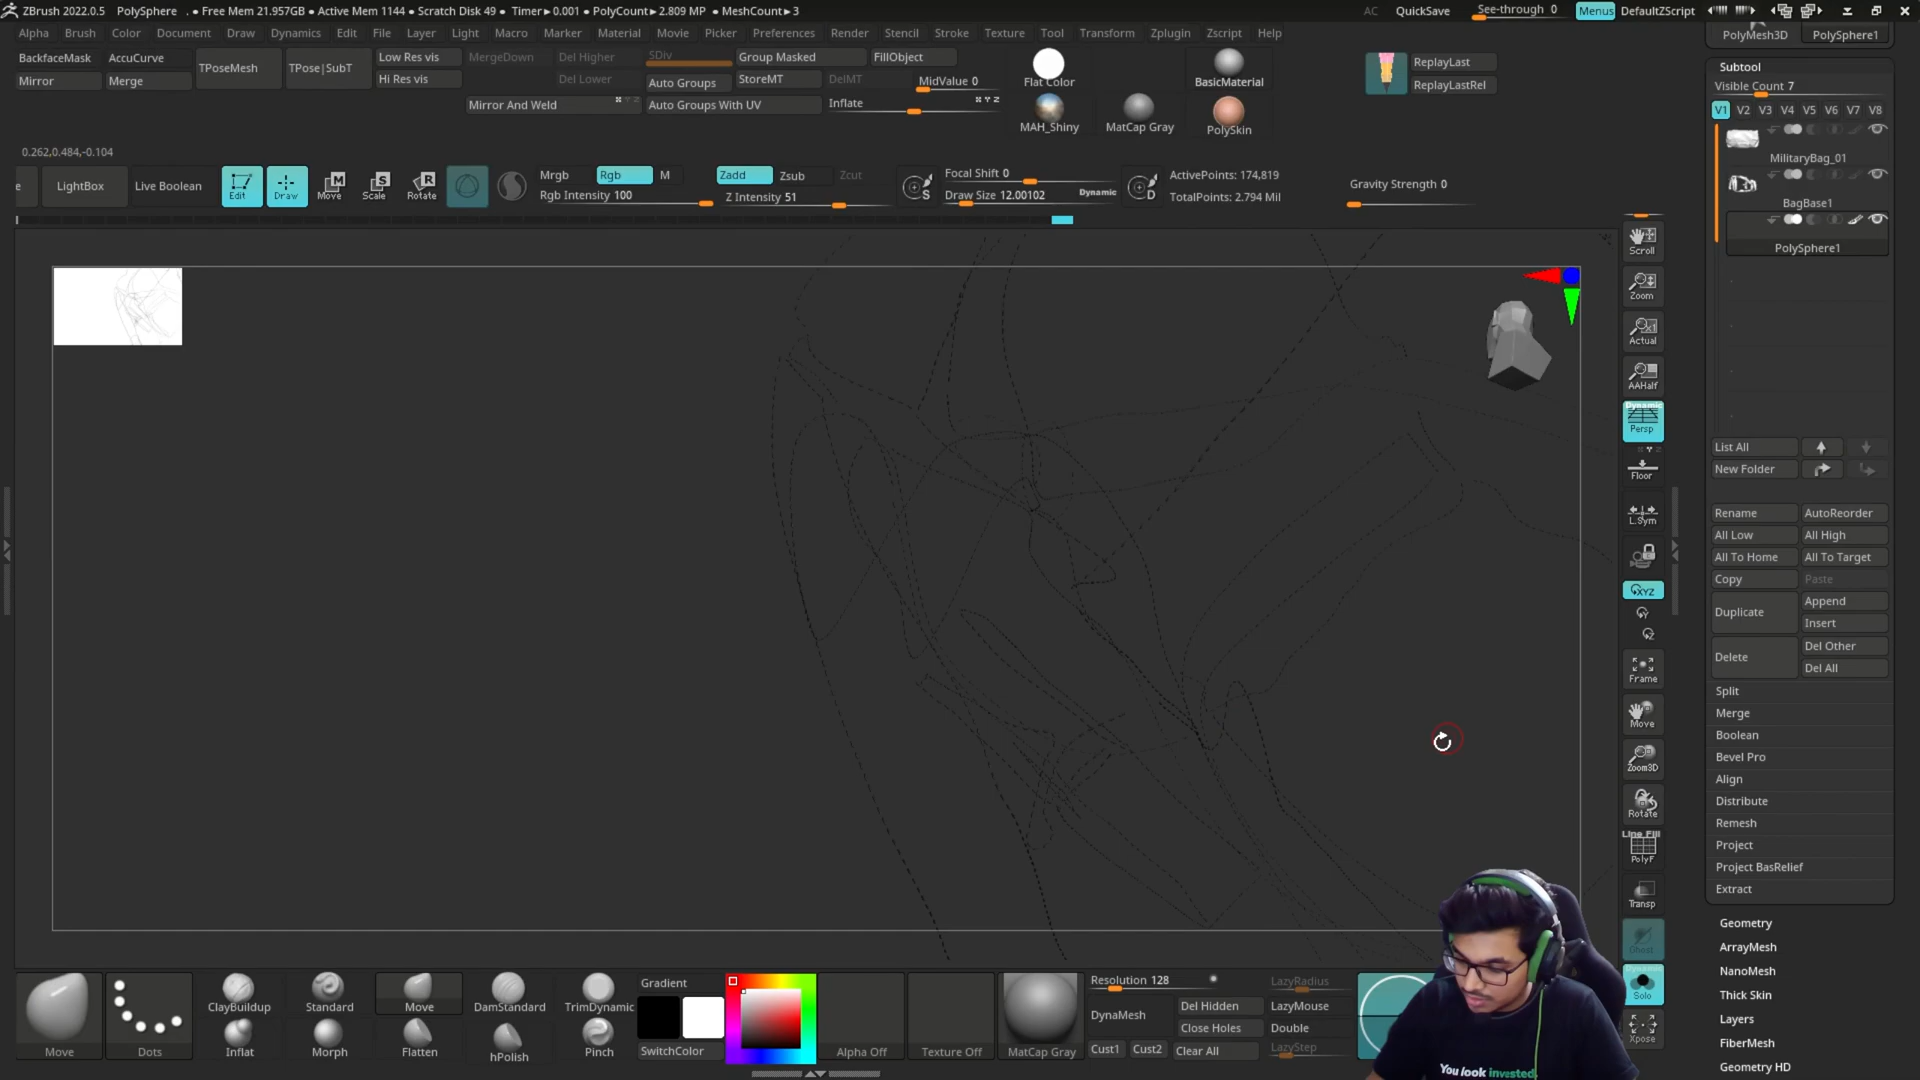 ZBrush 2022.0.5 PolySphere . • Free Mem 21.957GB • Active Mem 1144 • Scratch Disk 49 • Timer▸0.001 • PolyCount▸2.809 MP • MeshCount▸3 AC QuickSave See-through 0 Menus DefaultZScript
Alpha Brush Color Document Draw Dynamics Edit File Layer Light Macro Marker Material Movie Picker Preferences Render Stencil Stroke Texture Tool Transform Zplugin Zscript Help
PolyMesh3D PolySphere1
BackfaceMask AccuCurve TPoseMesh TPose|SubT Low Res vis MergeDown Del Higher SDiv Group Masked FillObject
Mirror Merge Hi Res vis Del Lower Auto Groups StoreMT DelMT MidValue 0
Mirror And Weld Auto Groups With UV Inflate
Flat Color BasicMaterial
MAH_Shiny MatCap Gray PolySkin
ReplayLast
ReplayLastRel
0.262,0.484,-0.104
e LightBox Live Boolean Edit Draw Move Scale Rotate
Mrgb Rgb M Zadd Zsub Zcut
Rgb Intensity 100 Z Intensity 51
Focal Shift 0
Draw Size 12.00102 Dynamic
ActivePoints: 174,819
TotalPoints: 2.794 Mil
Gravity Strength 0
S D
Scroll
Zoom
Actual
AAHalf
Dynamic
Persp
Floor
L.Sym
XYZ
Frame
Move
Zoom3D
Rotate
Line Fill
PolyF
Transp
Ghost
Dynamic
Solo
Xpose
Subtool
Visible Count 7
V1 V2 V3 V4 V5 V6 V7 V8
MilitaryBag_01
BagBase1
PolySphere1
List All
New Folder
Rename AutoReorder
All Low All High
All To Home All To Target
Copy Paste
Duplicate Append
Insert
Delete Del Other
Del All
Split
Merge
Boolean
Bevel Pro
Align
Distribute
Remesh
Project
Project BasRelief
Extract
Geometry
ArrayMesh
NanoMesh
Thick Skin
Layers
FiberMesh
Geometry HD
Move Dots
ClayBuildup Standard Move DamStandard TrimDynamic
Inflat Morph Flatten hPolish Pinch
Gradient
SwitchColor
Alpha Off Texture Off MatCap Gray
Resolution 128
DynaMesh Del Hidden
Close Holes
Cust1 Cust2 Clear All
LazyRadius
LazyMouse
Double
LazyStep
You look invested.